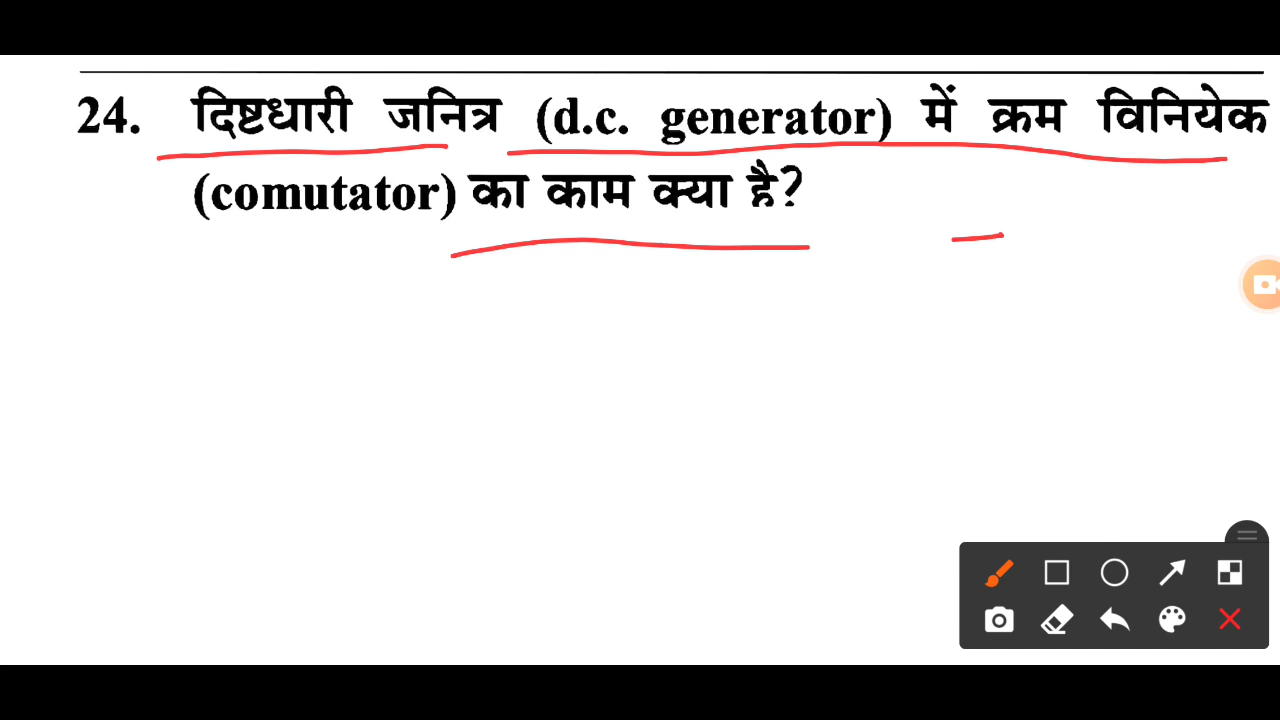 24. दिष्टधारी जनित्र (d.c. generator) में क्रम विनियेक
(comutator) का काम क्या है?